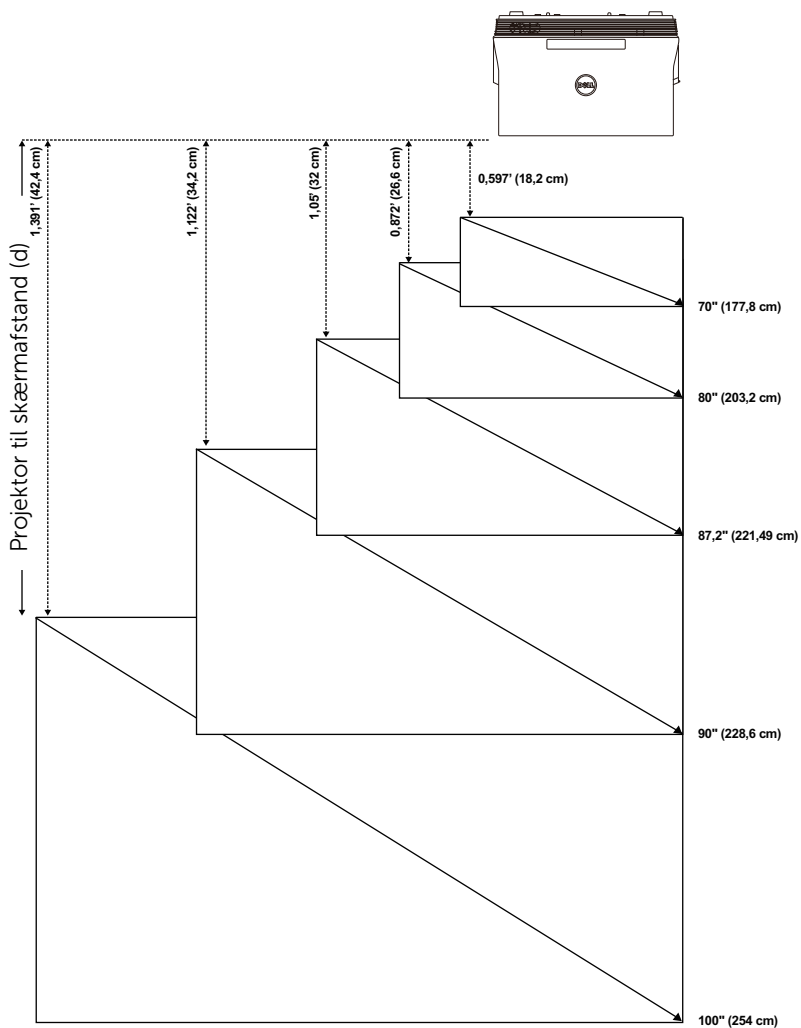 DELL
1,391' (42,4 cm)
1,122' (34,2 cm)
1,05' (32 cm)
0,872' (26,6 cm)
0,597' (18,2 cm)
Projektor til skærmafstand (d)
70" (177,8 cm)
80" (203,2 cm)
87,2" (221,49 cm)
90" (228,6 cm)
100" (254 cm)